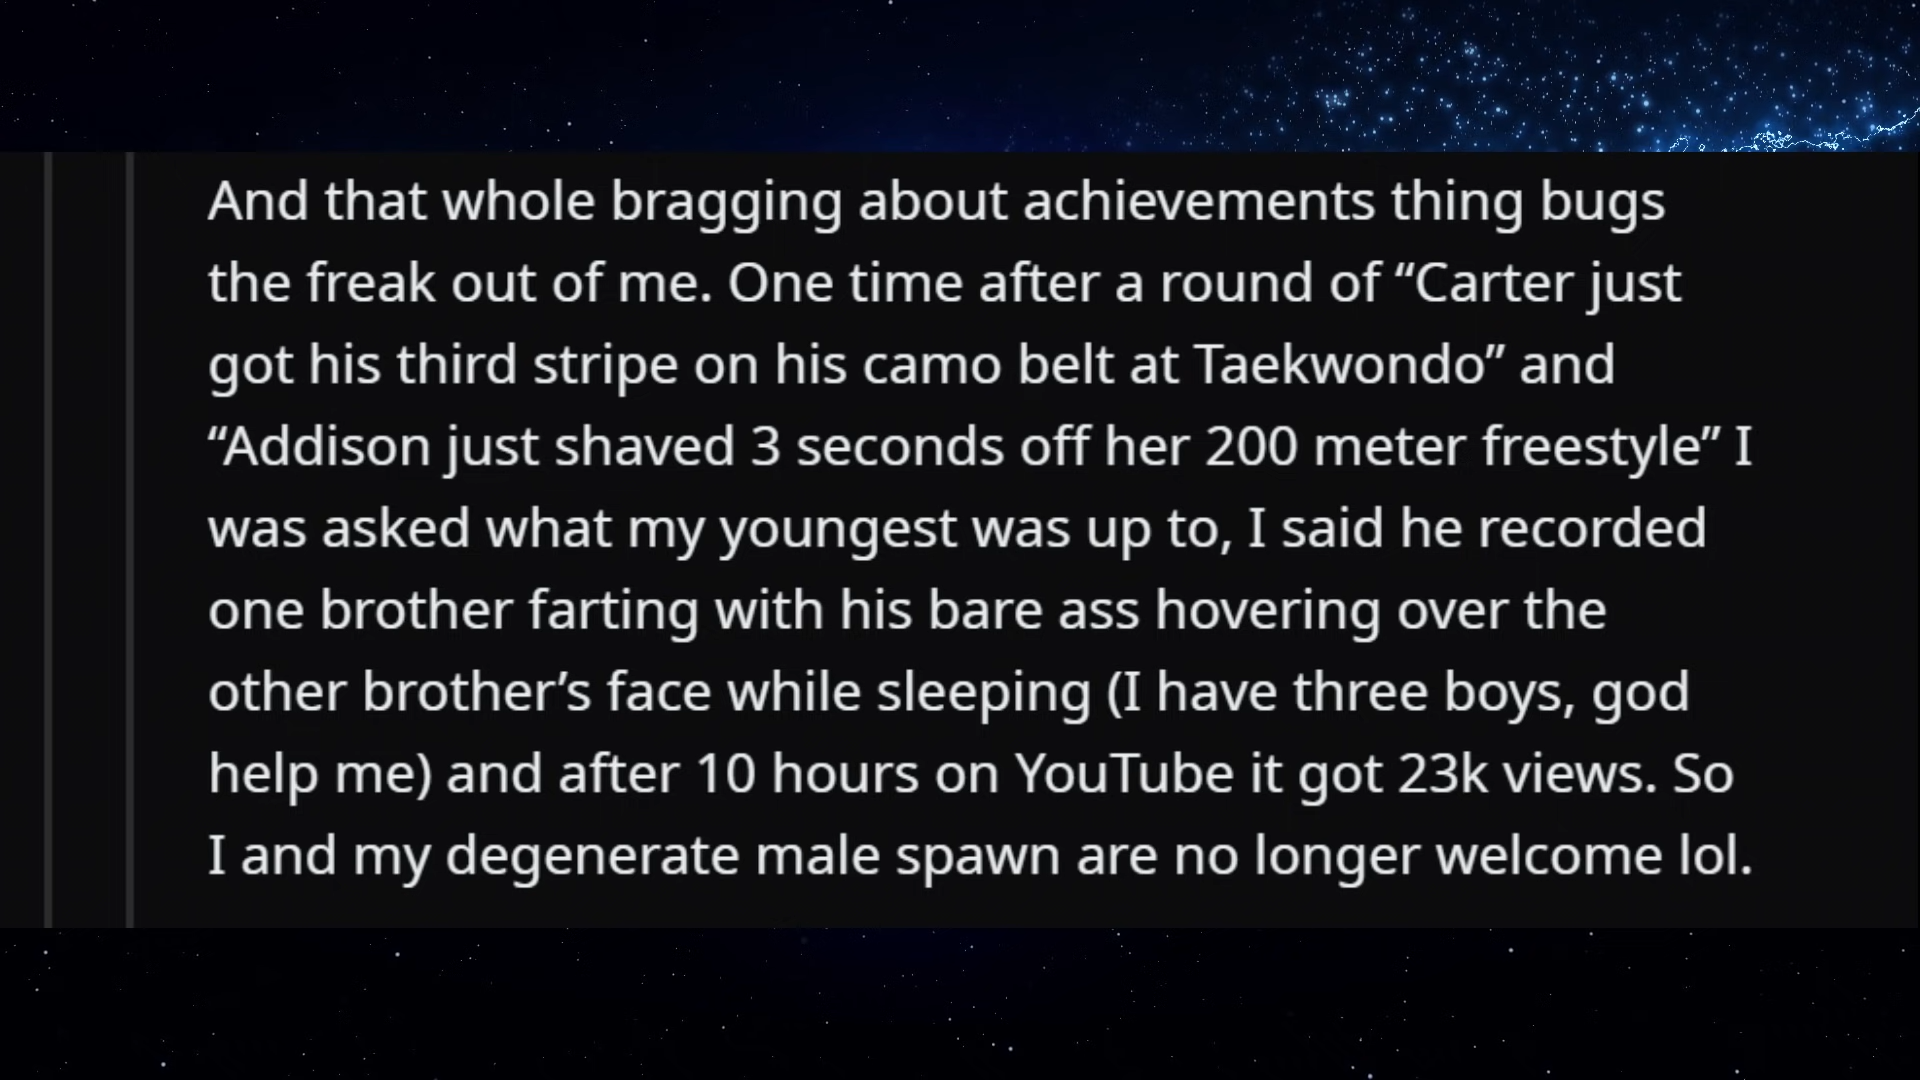 And that whole bragging about achievements thing bugs
the freak out of me. One time after a round of “Carter just
got his third stripe on his camo belt at Taekwondo” and
“Addison just shaved 3 seconds off her 200 meter freestyle” I
was asked what my youngest was up to, I said he recorded
one brother farting with his bare ass hovering over the
other brother’s face while sleeping (I have three boys, god
help me) and after 10 hours on YouTube it got 23k views. So
I and my degenerate male spawn are no longer welcome lol.